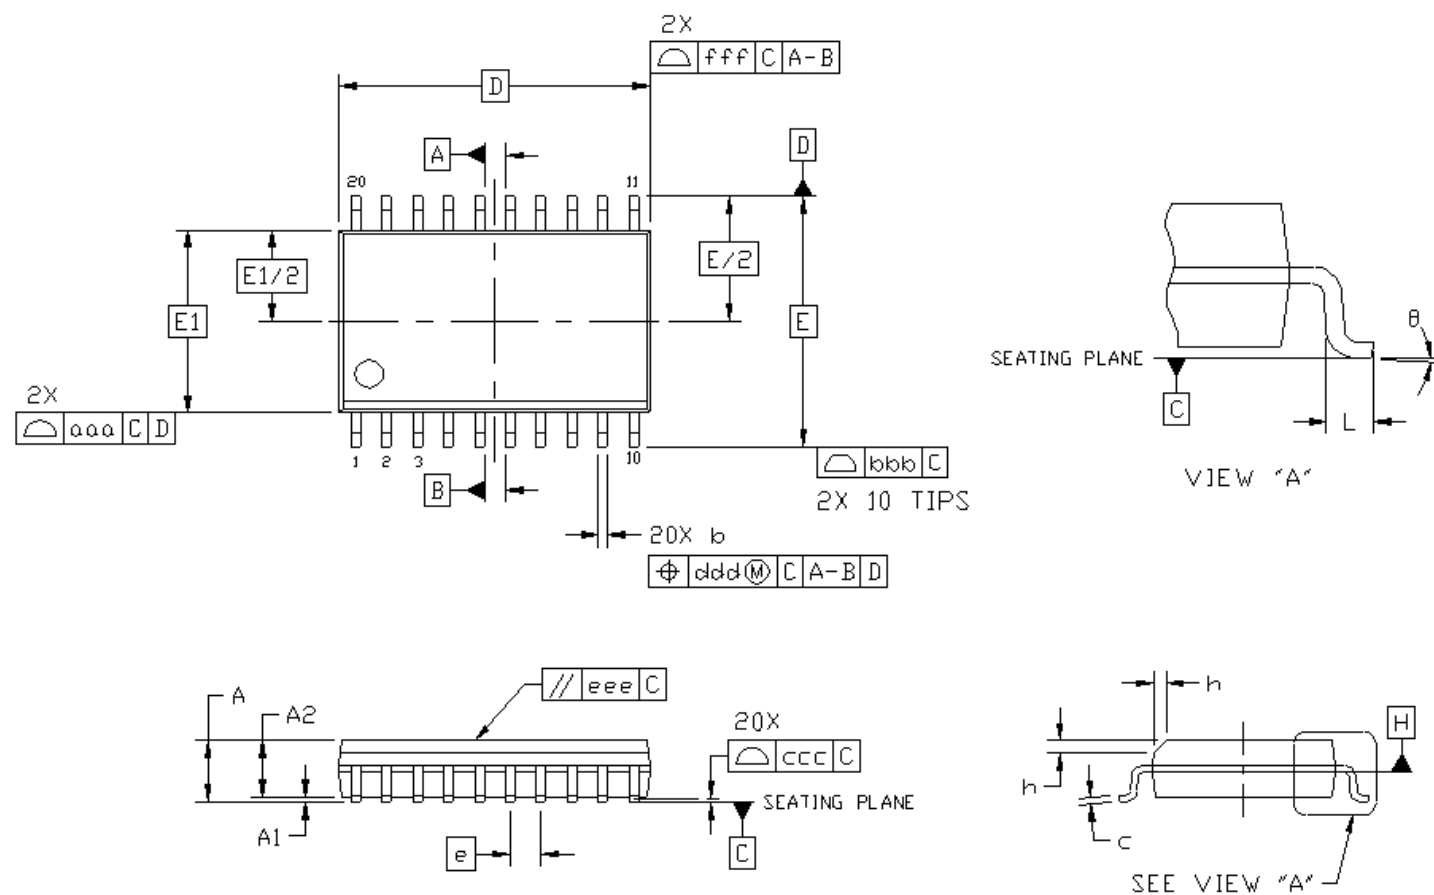 2X
fff C A-B
D
A
D
20
11
E1/2
E/2
E1
E
2X
aaa C D
1 2 3
10
B
bbb C
2X 10 TIPS
20X b
ddd Ⓜ C A-B D
θ
SEATING PLANE
C
L
VIEW "A"
// eee C
A
A2
20X
ccc C
SEATING PLANE
A1
e
C
h
H
h
c
SEE VIEW "A"